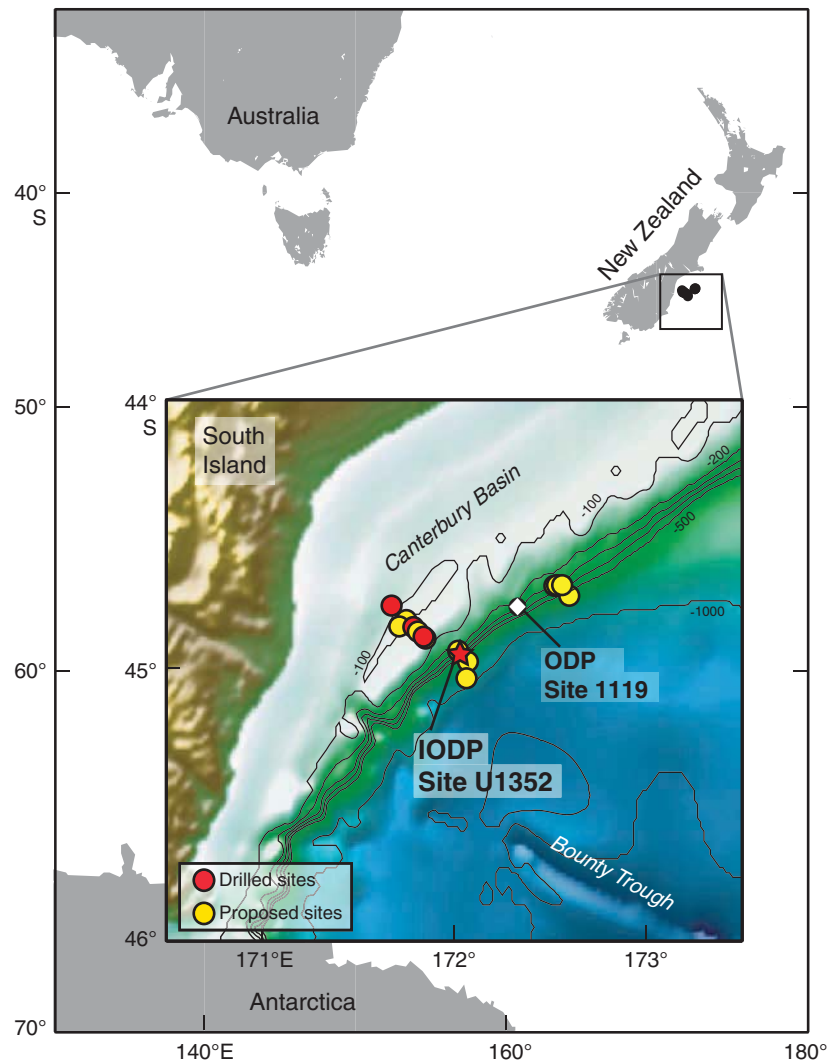 Australia
40°
S
New Zealand
50°
44°
S
South
Island
-200
Canterbury Basin
-100
-500
-1000
-100
60°
45°
ODP
Site 1119
IODP
Site U1352
Bounty Trough
Drilled sites
Proposed sites
46°
171°E
172°
173°
Antarctica
70°
140°E
160°
180°